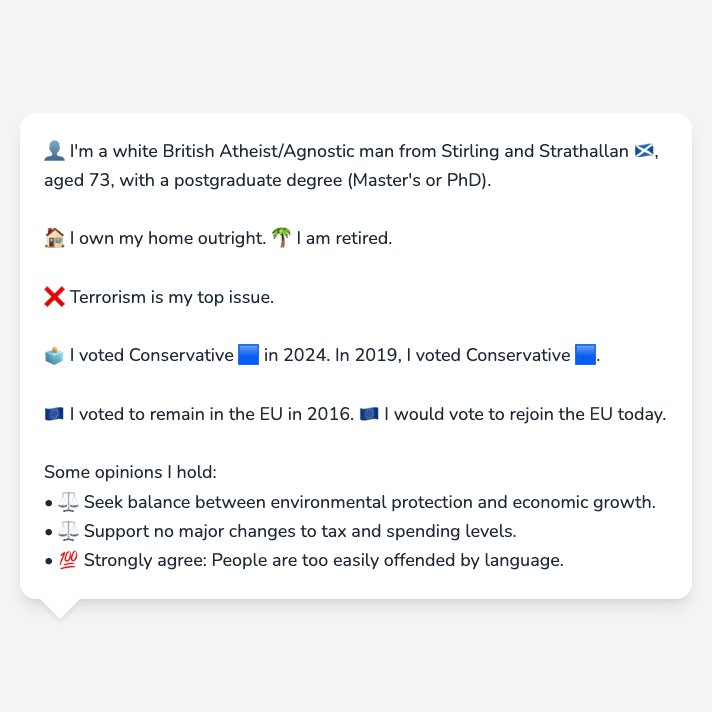 👤 I'm a white British Atheist/Agnostic man from Stirling and Strathallan 🏴󠁧󠁢󠁳󠁣󠁴󠁿,
aged 73, with a postgraduate degree (Master's or PhD).
🏠 I own my home outright. 🌴 I am retired.
❌ Terrorism is my top issue.
🗳️ I voted Conservative 🟦 in 2024. In 2019, I voted Conservative 🟦.
🇪🇺 I voted to remain in the EU in 2016. 🇪🇺 I would vote to rejoin the EU today.
Some opinions I hold:
• ⚖️ Seek balance between environmental protection and economic growth.
• ⚖️ Support no major changes to tax and spending levels.
• 💯 Strongly agree: People are too easily offended by language.